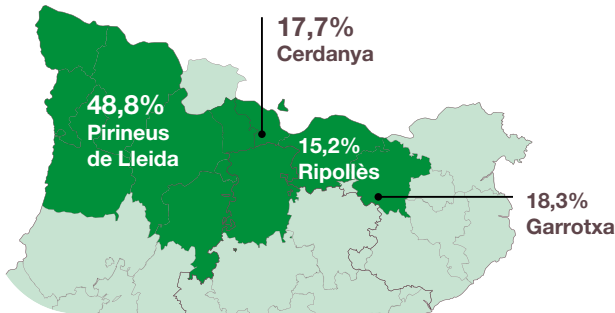 17,7%
Cerdanya
48,8%
Pirineus
de Lleida
15,2%
Ripollès
18,3%
Garrotxa